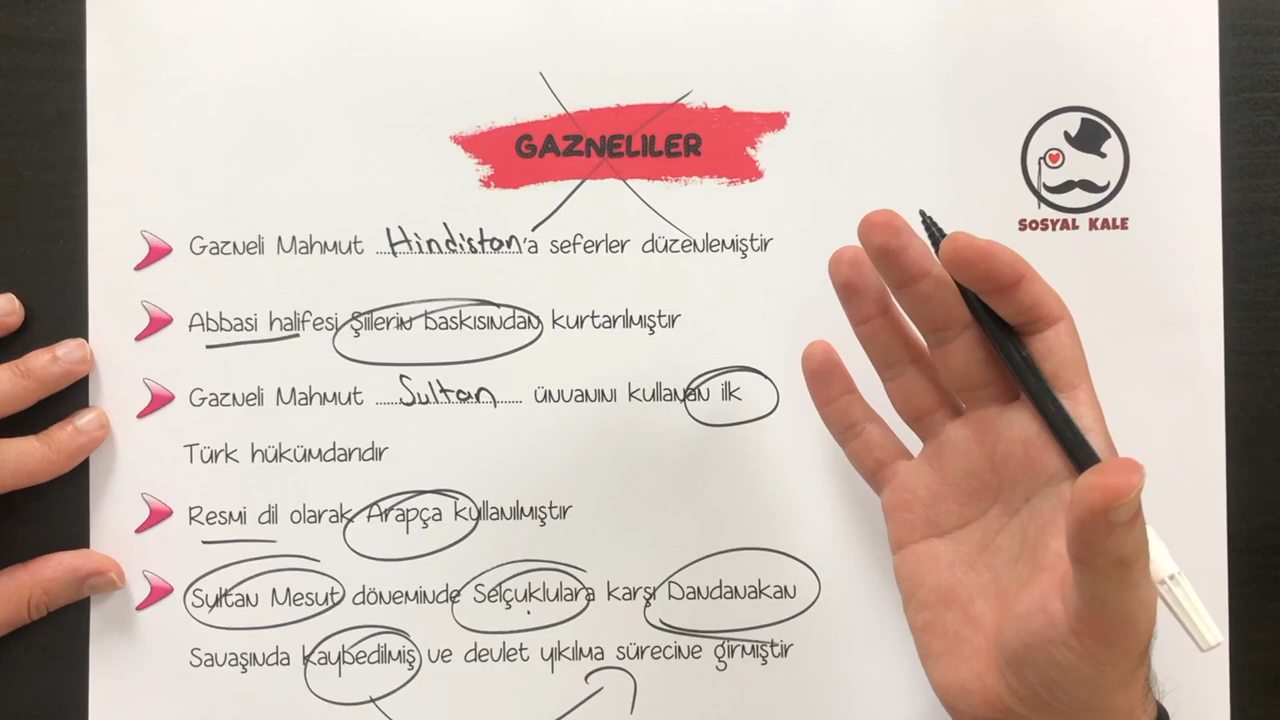 GAZNELILER
SOSYAL KALE
Gazneli Mahmut ....Hindistan'a seferler düzenlemiştir
Abbasi halifesi Şiilerin baskısından kurtarılmıştır
Gazneli Mahmut ....Sultan.... ünvanını kullanan ilk
Türk hükümdarıdır
Resmi dil olarak Arapça kullanılmıştır
Sultan Mesut döneminde Selçuklulara karşı Dandanakan
Savaşında kaybedilmiş ve devlet yıkılma sürecine girmiştir